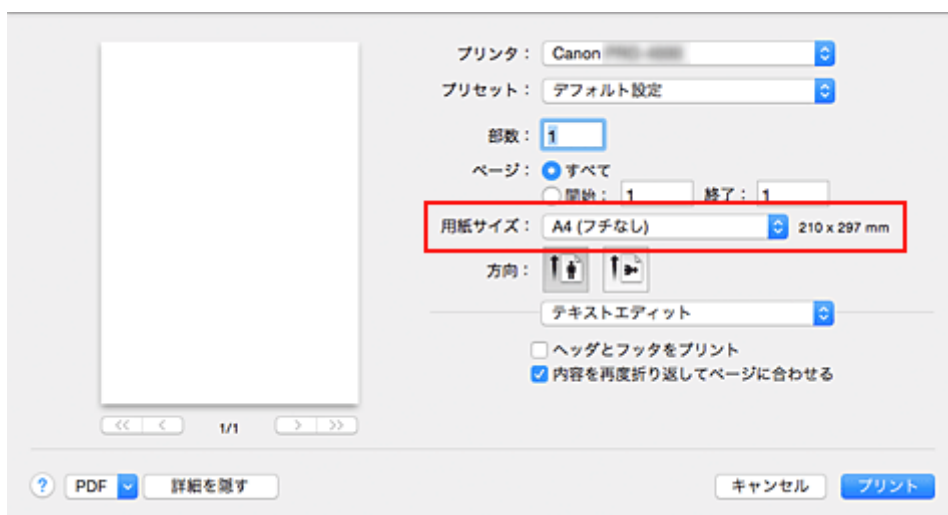 プリンタ： Canon
プリセット： デフォルト設定
部数： 1
ページ： すべて
開始： 1 終了： 1
用紙サイズ： A4 (フチなし) 210 x 297 mm
方向：
テキストエディット
ヘッダとフッタをプリント
内容を再度折り返してページに合わせる
<< < 1/1 > >>
? PDF 詳細を隠す キャンセル プリント